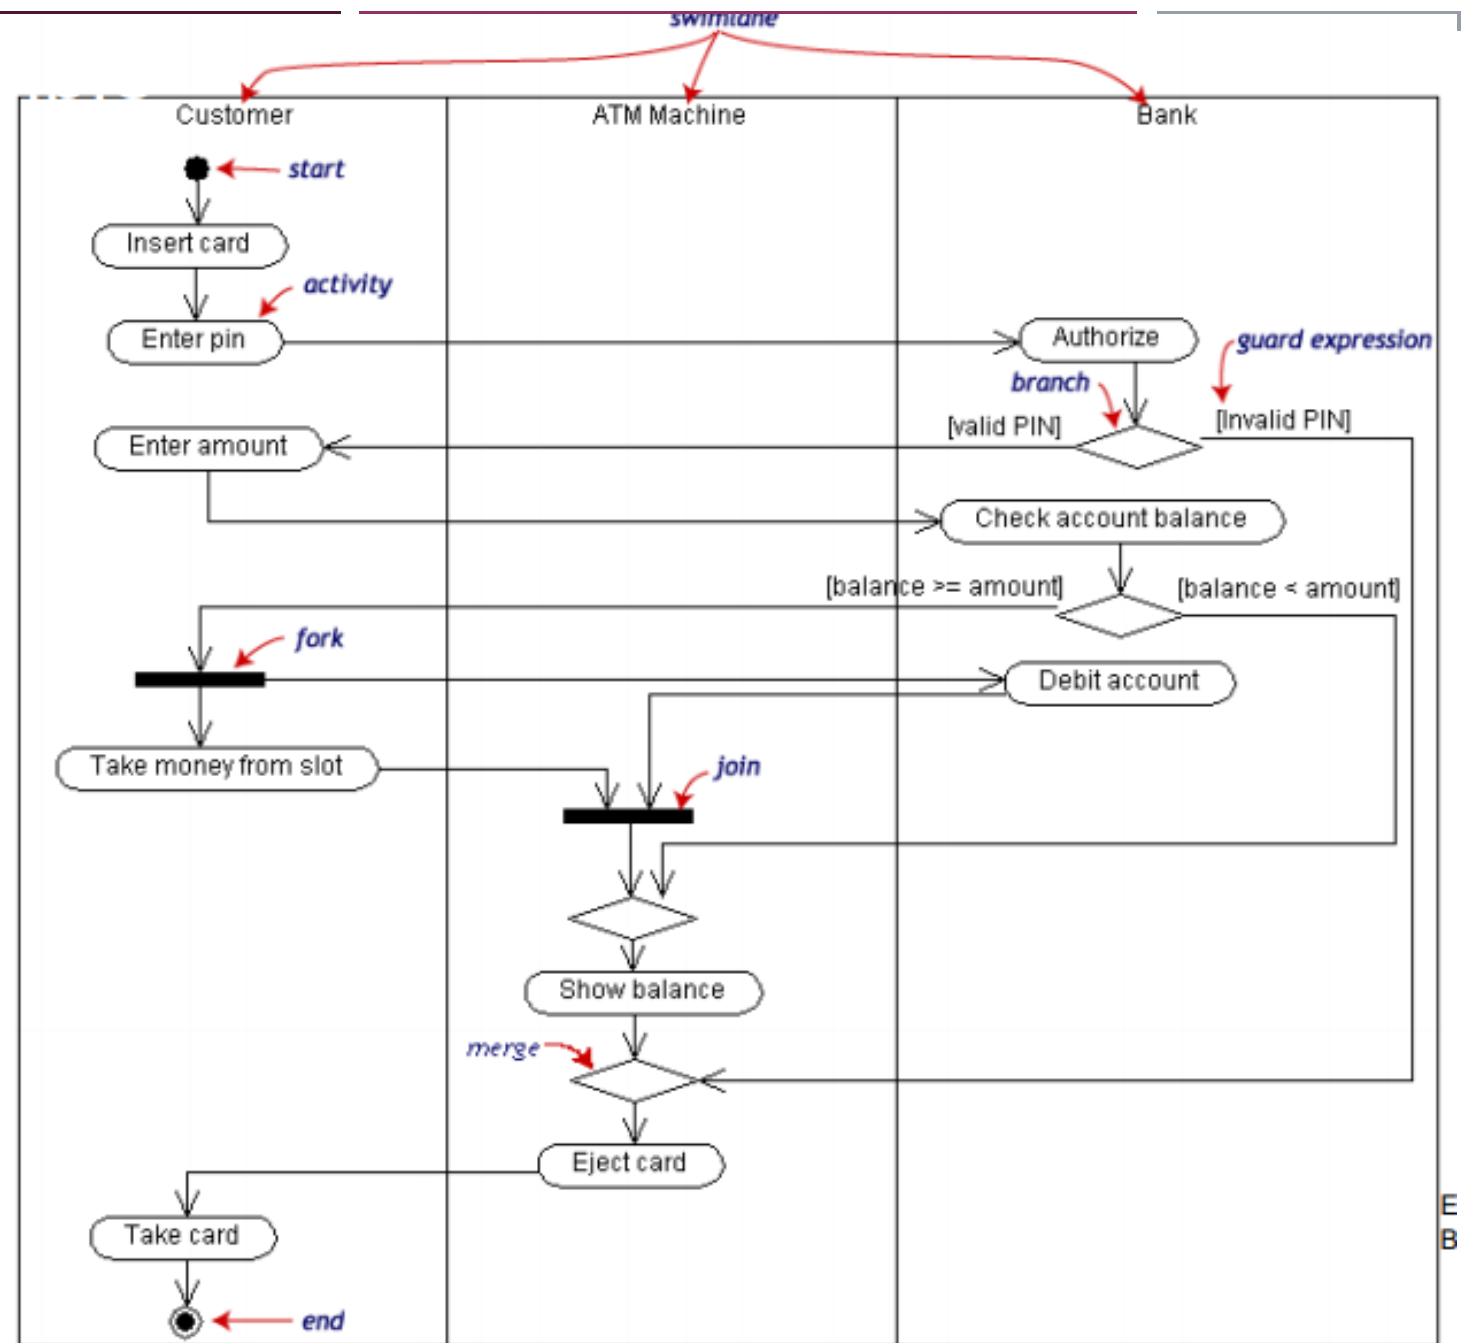 swimlane
Customer
ATM Machine
Bank
start
Insert card
activity
Enter pin
Authorize
guard expression
branch
[valid PIN]
[Invalid PIN]
Enter amount
Check account balance
[balance >= amount]
[balance < amount]
fork
Debit account
Take money from slot
join
Show balance
merge
Eject card
Take card
E
B
end